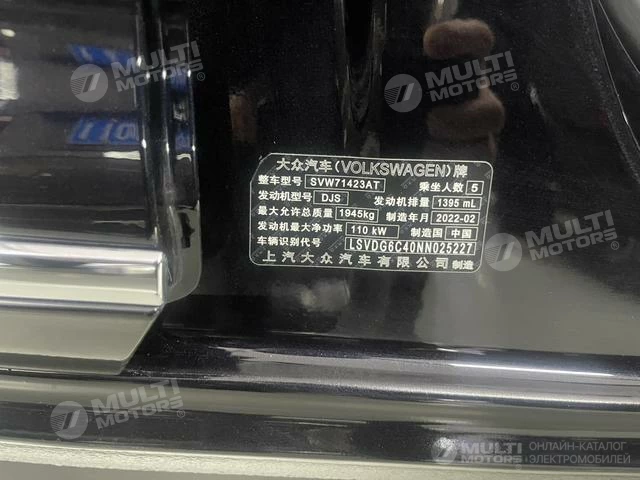 MULTI
MOTORS
MULTI
MOTORS
大众汽车(VOLKSWAGEN)牌
整车型号 SVW71423AT 乘坐人数 5
发动机型号 DJS 发动机排量 1395 mL
最大允许总质量 1945kg 制造年月 2022-02
发动机最大净功率 110 kW 制造国 中国
车辆识别代号 LSVDG6C40NN025227
上汽大众汽车有限公司 制造
MULTI
MOTORS
MULTI
MOTORS
MULTI
MOTORS
ОНЛАЙН-КАТАЛОГ
ЭЛЕКТРОМОБИЛЕЙ